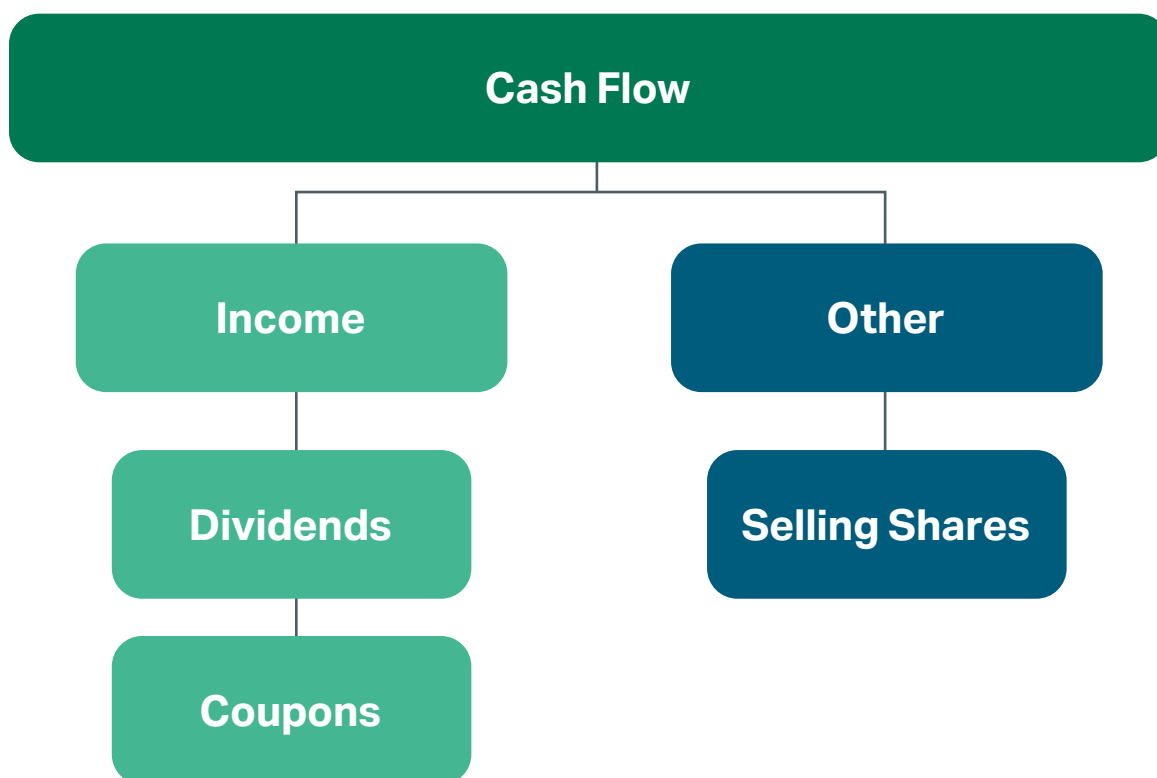 Cash Flow
Income
Other
Dividends
Selling Shares
Coupons